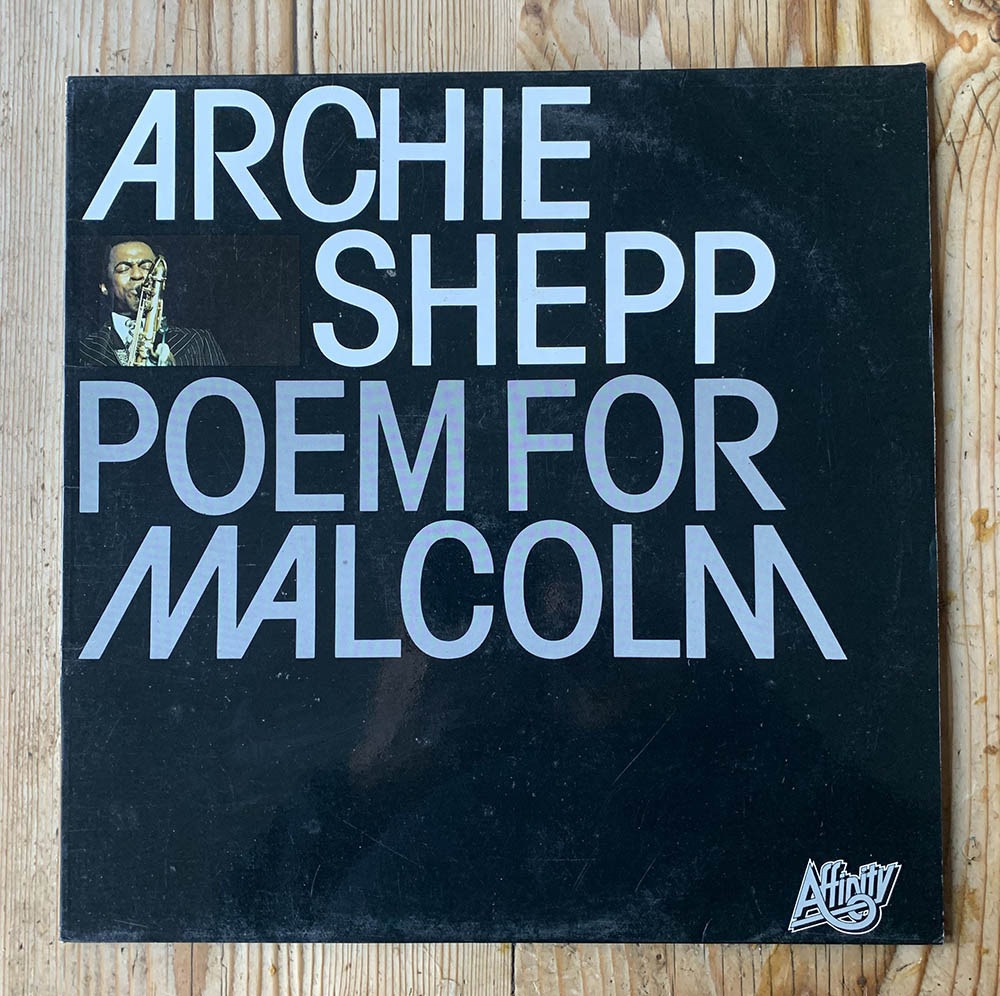 ARCHIE
SHEPP
POEM FOR
MALCOLM
Affinity